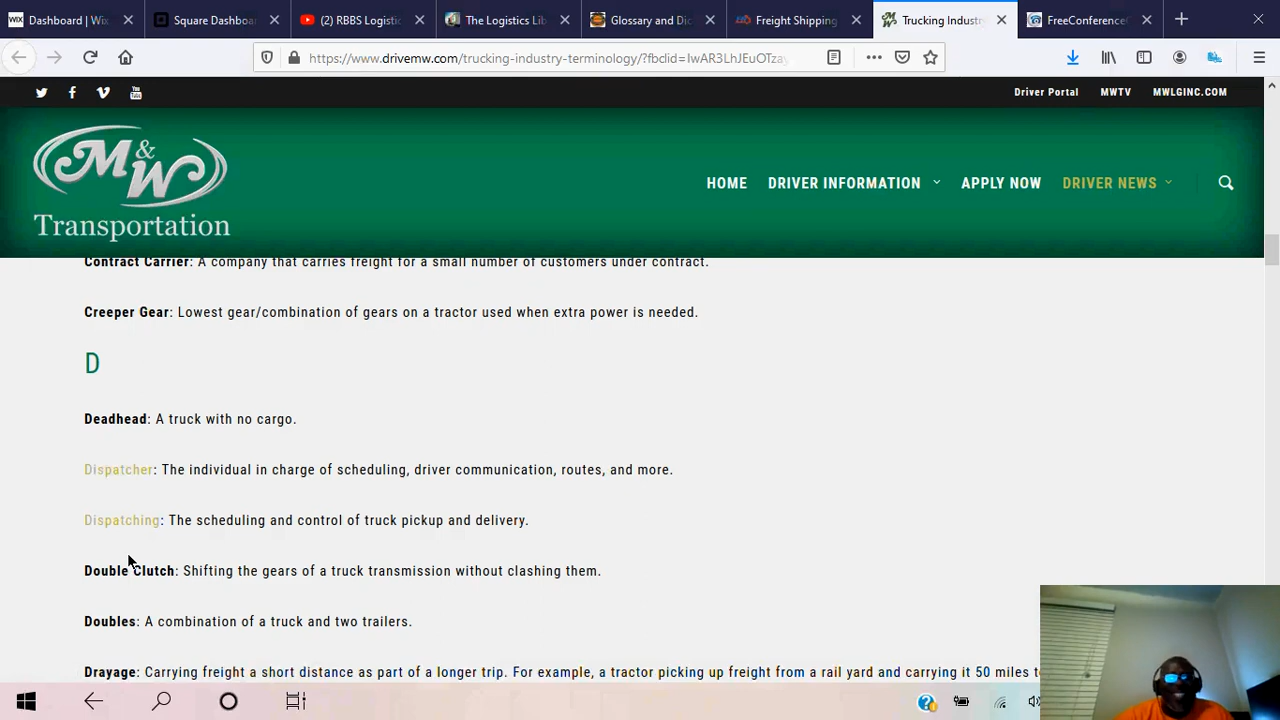 Dashboard | Wix
Square Dashboa
(2) RBBS Logistic
The Logistics Lib
Glossary and Dic
Freight Shipping
Trucking Industr
FreeConference
https://www.drivemw.com/trucking-industry-terminology/?fbclid=IwAR3LhJEuOTza
Driver Portal MWTV MWLGINC.COM
M&W
Transportation
HOME DRIVER INFORMATION APPLY NOW DRIVER NEWS
Contract Carrier: A company that carries freight for a small number of customers under contract.
Creeper Gear: Lowest gear/combination of gears on a tractor used when extra power is needed.
D
Deadhead: A truck with no cargo.
Dispatcher: The individual in charge of scheduling, driver communication, routes, and more.
Dispatching: The scheduling and control of truck pickup and delivery.
Double Clutch: Shifting the gears of a truck transmission without clashing them.
Doubles: A combination of a truck and two trailers.
Drayage: Carrying freight a short distance as part of a longer trip. For example, a tractor picking up freight from a rail yard and carrying it 50 miles